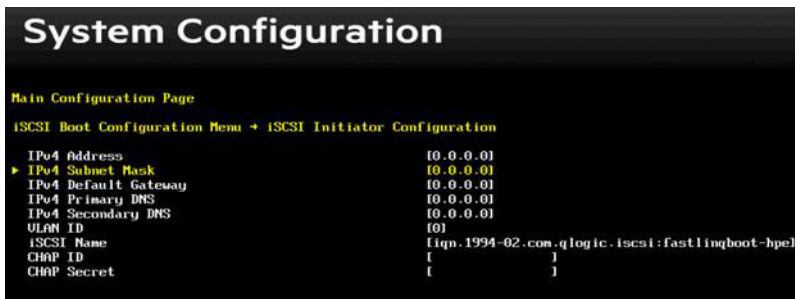 System Configuration
Main Configuration Page
iSCSI Boot Configuration Menu → iSCSI Initiator Configuration
IPv4 Address [0.0.0.0]
▶ IPv4 Subnet Mask [0.0.0.0]
IPv4 Default Gateway [0.0.0.0]
IPv4 Primary DNS [0.0.0.0]
IPv4 Secondary DNS [0.0.0.0]
VLAN ID [0]
iSCSI Name [iqn.1994-02.com.qlogic.iscsi:fastlinqboot-hpe]
CHAP ID [ ]
CHAP Secret [ ]